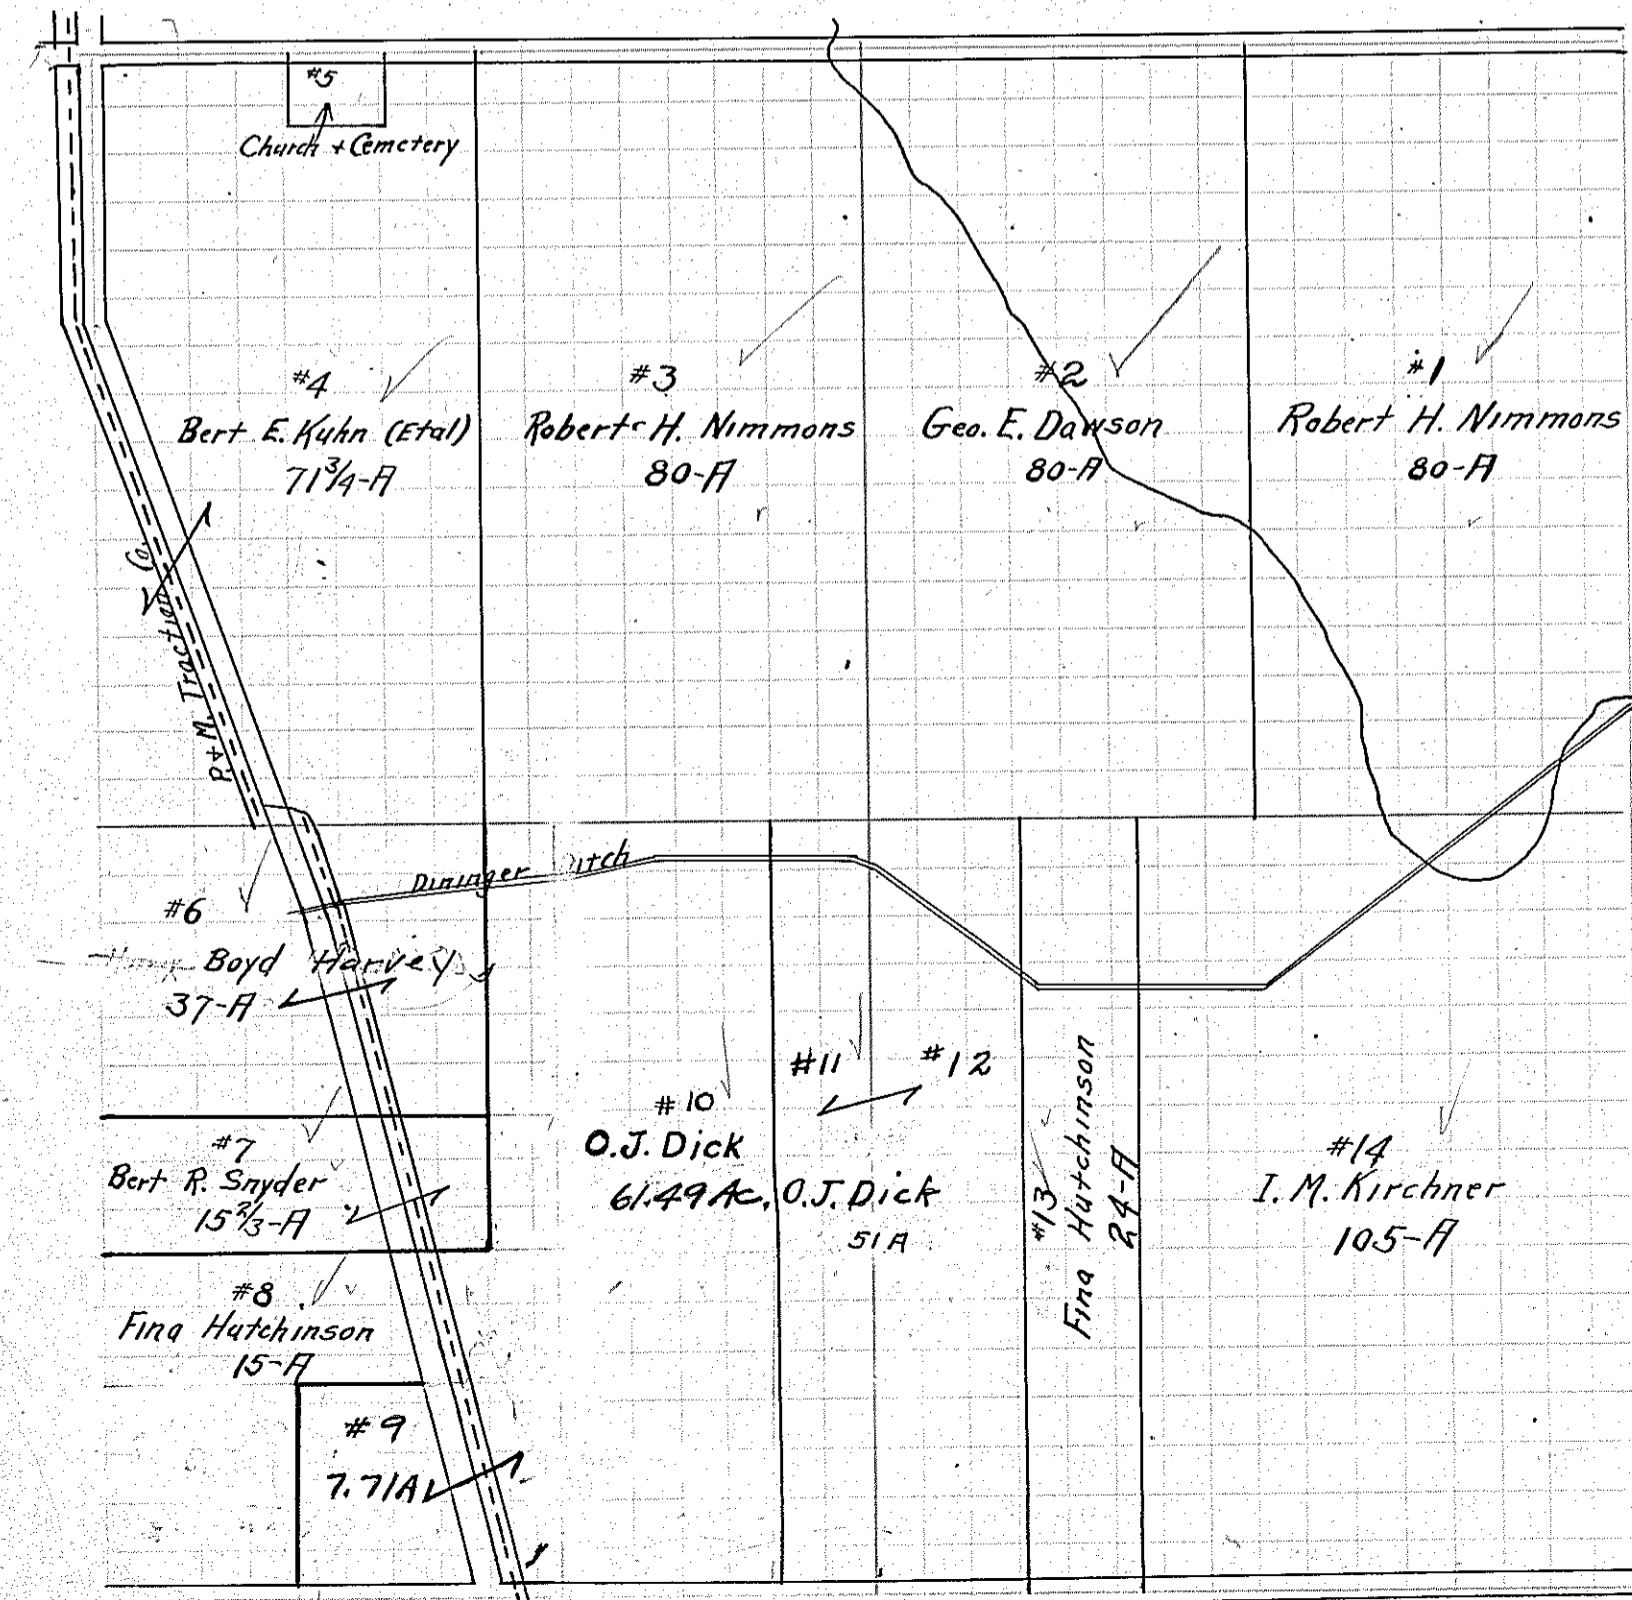 #5
Church + Cemetery
#4
Bert E. Kuhn (Etal)
71 3/4-A
#3
Robert H. Nimmons
80-A
#2
Geo. E. Dawson
80-A
#1
Robert H. Nimmons
80-A
P. + M. Traction Co.
Dininger Ditch
#6
Boyd Harvey
37-A
#7
Bert R. Snyder
15 2/3-A
#8
Fina Hutchinson
15-A
#9
7.71A
#10
O.J. Dick
61.49 Ac.
#11
#12
O.J. Dick
51 A
#13
Fina Hutchinson
24-A
#14
I. M. Kirchner
105-A